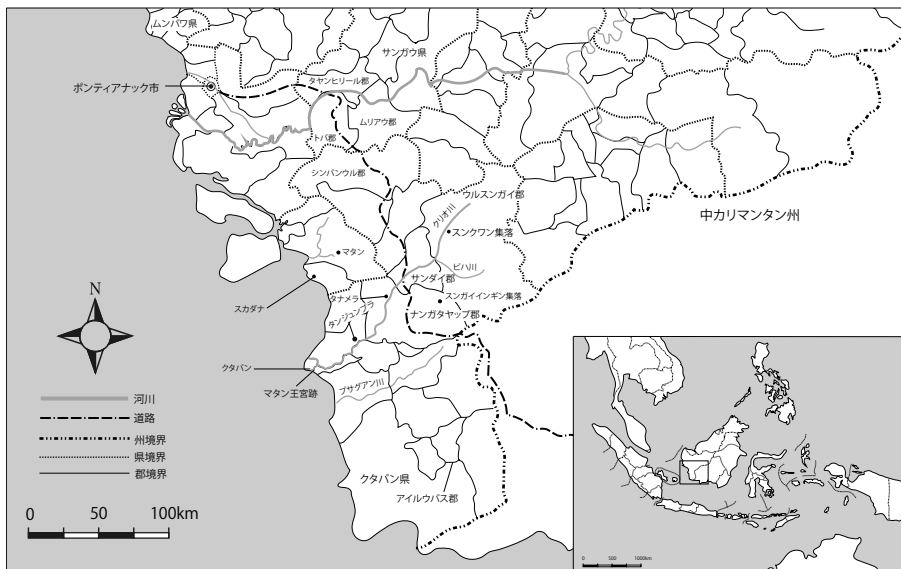 ムンパワ県
サンガウ県
タヤンヒリール郡
ポンティアナック市
ムリアウ郡
トバ郡
シンパンウル郡
ウルスンガイ郡
クリオ川
スンクワン集落
中カリマンタン州
マタン
ビハ川
サンダイ郡
スカダナ
タナメラ
スンガイインギン集落
タンジュンプラ
ナンガタヤップ郡
N
クタパン
マタン王宮跡
プサグアン川
河川
道路
州境界
県境界
郡境界
クタパン県
アイルウパス郡
0 50 100km
0 500 1000km